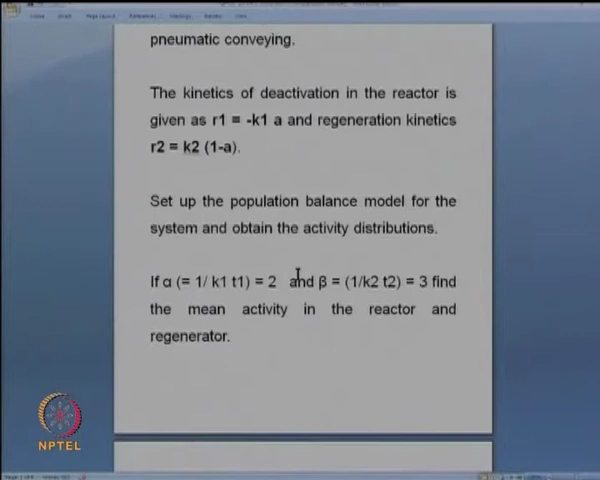 pneumatic conveying.
The kinetics of deactivation in the reactor is
given as r1 = -k1 a and regeneration kinetics
r2 = k2 (1-a).
Set up the population balance model for the
system and obtain the activity distributions.
If α (= 1/ k1 t1) = 2 and β = (1/k2 t2) = 3 find
the mean activity in the reactor and
regenerator.
NPTEL